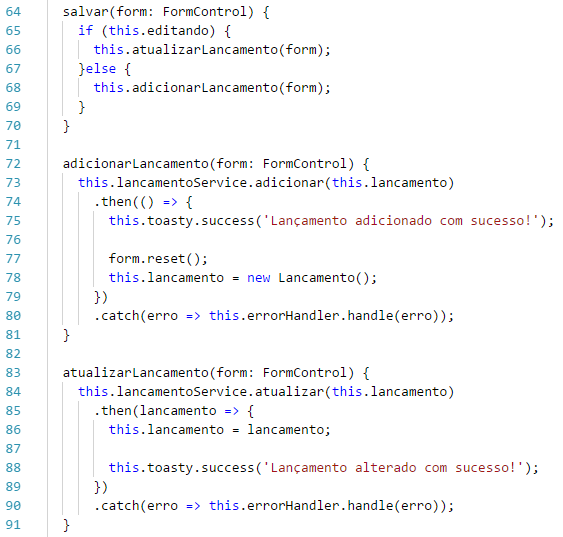 64 salvar(form: FormControl) {
65 if (this.editando) {
66 this.atualizarLancamento(form);
67 }else {
68 this.adicionarLancamento(form);
69 }
70 }
71
72 adicionarLancamento(form: FormControl) {
73 this.lancamentoService.adicionar(this.lancamento)
74 .then(() => {
75 this.toasty.success('Lançamento adicionado com sucesso!');
76
77 form.reset();
78 this.lancamento = new Lancamento();
79 })
80 .catch(erro => this.errorHandler.handle(erro));
81 }
82
83 atualizarLancamento(form: FormControl) {
84 this.lancamentoService.atualizar(this.lancamento)
85 .then(lancamento => {
86 this.lancamento = lancamento;
87
88 this.toasty.success('Lançamento alterado com sucesso!');
89 })
90 .catch(erro => this.errorHandler.handle(erro));
91 }